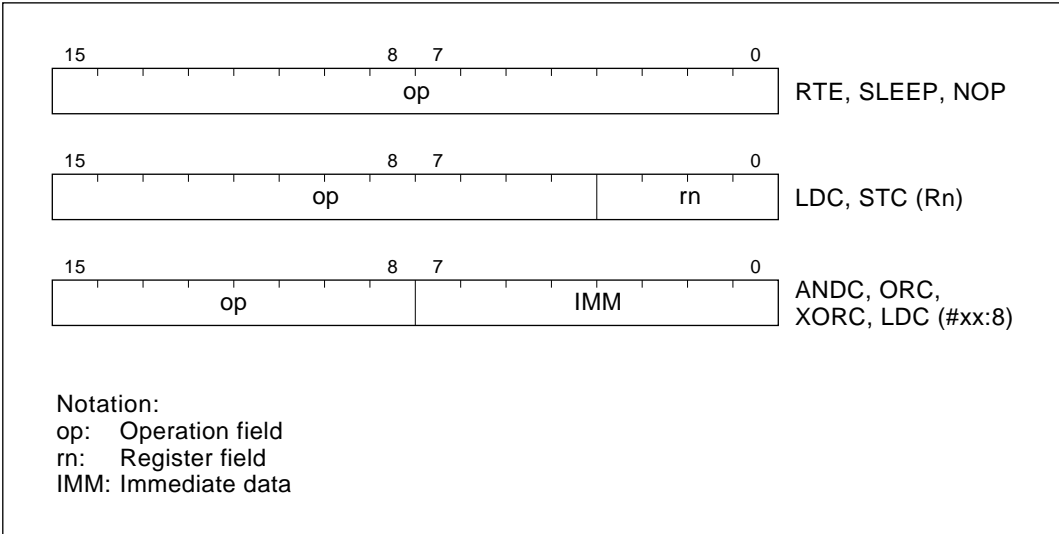 15 8 7 0
op RTE, SLEEP, NOP
15 8 7 0
op rn LDC, STC (Rn)
15 8 7 0
op IMM ANDC, ORC,
XORC, LDC (#xx:8)
Notation:
op: Operation field
rn: Register field
IMM: Immediate data